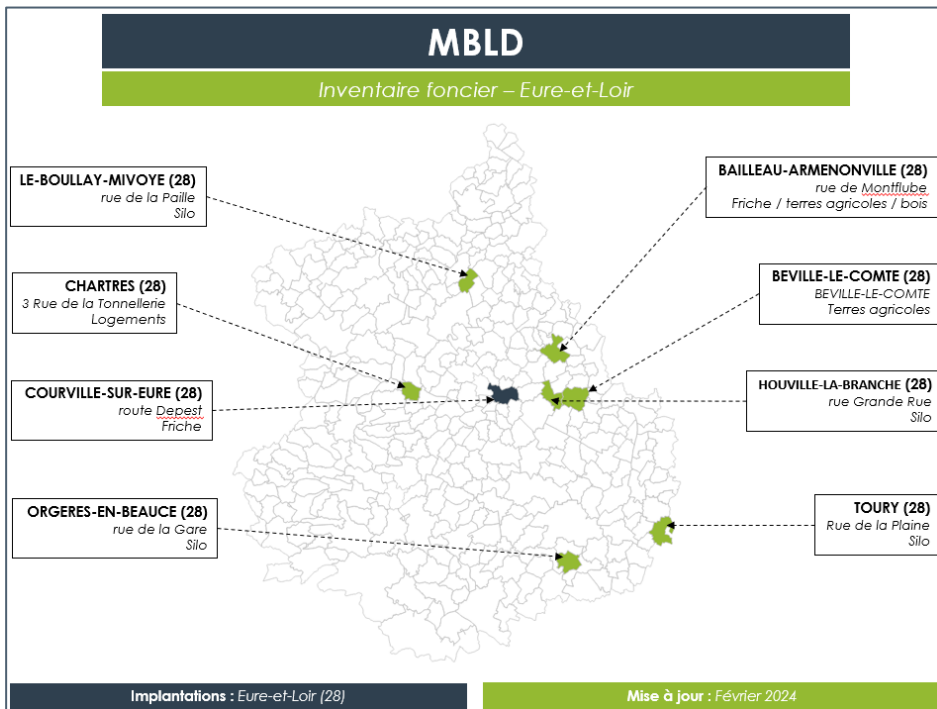 MBLD
Inventaire foncier – Eure-et-Loir
LE-BOULLAY-MIVOYE (28)
rue de la Paille
Silo
CHARTRES (28)
3 Rue de la Tonnellerie
Logements
COURVILLE-SUR-EURE (28)
route Depest
Friche
ORGERES-EN-BEAUCE (28)
rue de la Gare
Silo
BAILLEAU-ARMENONVILLE (28)
rue de Montflube
Friche / terres agricoles / bois
BEVILLE-LE-COMTE (28)
BEVILLE-LE-COMTE
Terres agricoles
HOUVILLE-LA-BRANCHE (28)
rue Grande Rue
Silo
TOURY (28)
Rue de la Plaine
Silo
Implantations : Eure-et-Loir (28)
Mise à jour : Février 2024